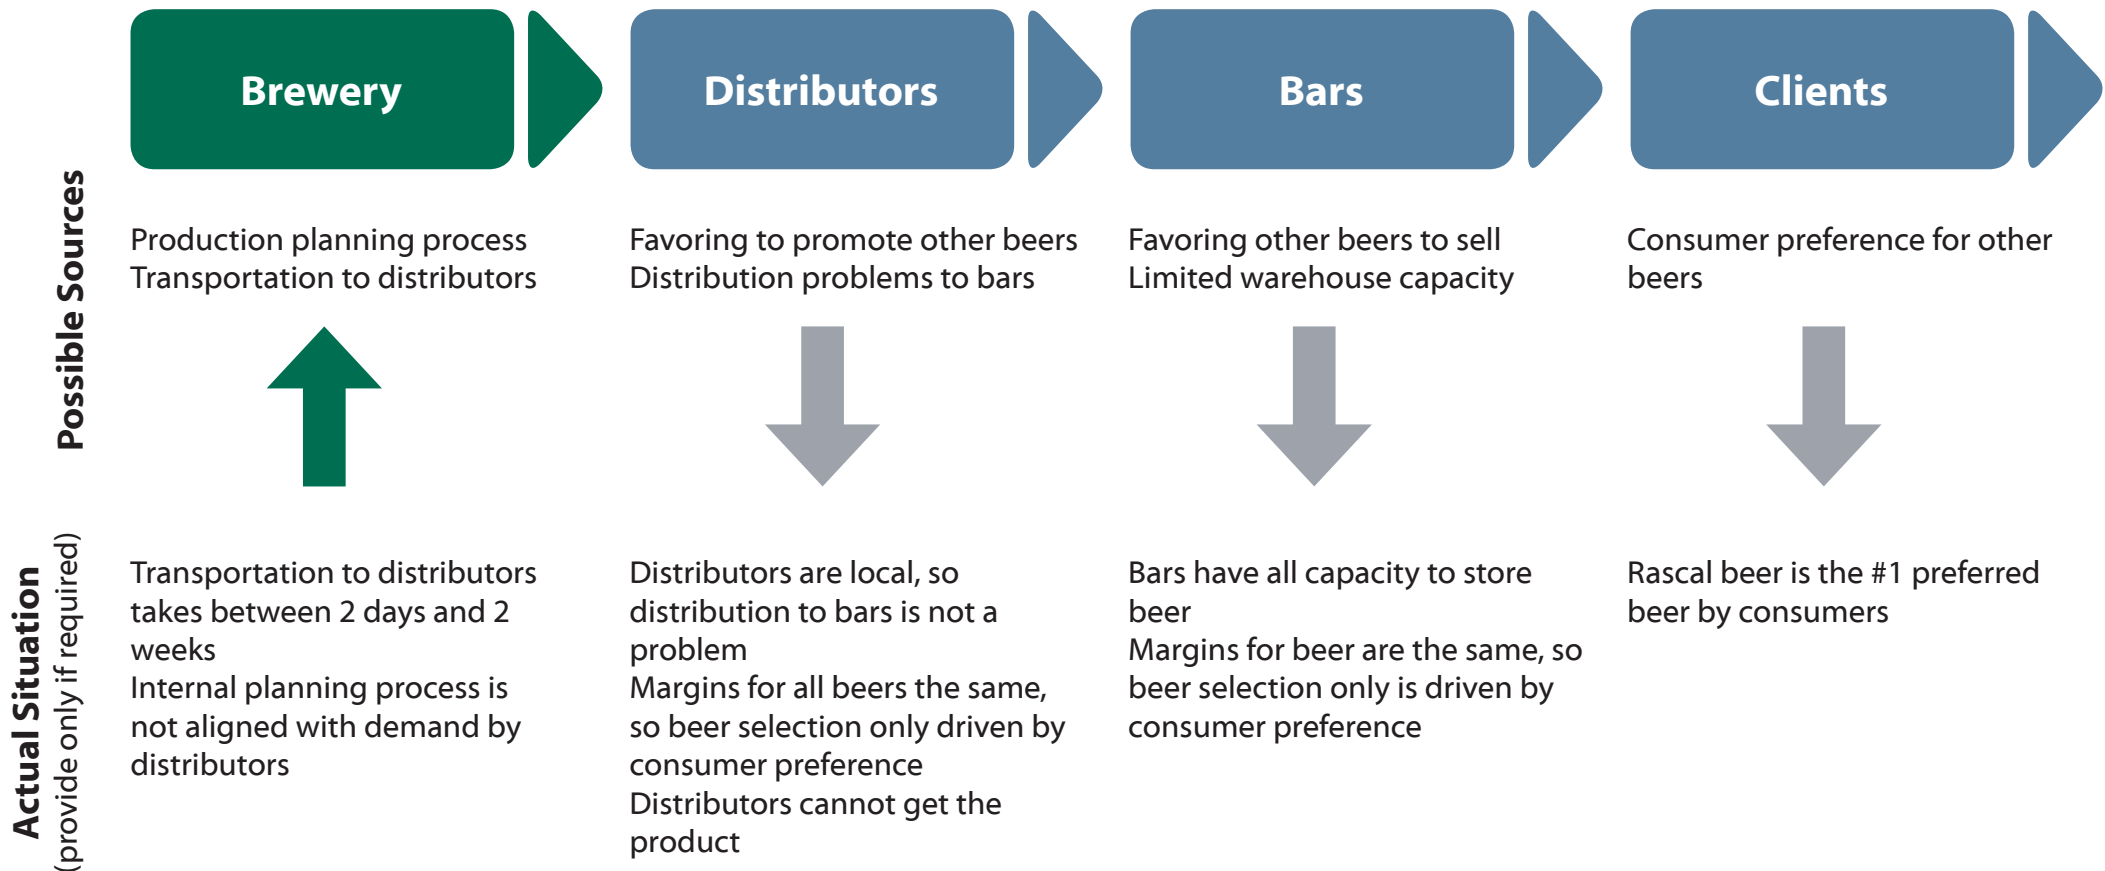 Brewery
Distributors
Bars
Clients
Possible Sources
Production planning process
Transportation to distributors
Favoring to promote other beers
Distribution problems to bars
Favoring other beers to sell
Limited warehouse capacity
Consumer preference for other
beers
Actual Situation
(provide only if required)
Transportation to distributors
takes between 2 days and 2
weeks
Internal planning process is
not aligned with demand by
distributors
Distributors are local, so
distribution to bars is not a
problem
Margins for all beers the same,
so beer selection only driven by
consumer preference
Distributors cannot get the
product
Bars have all capacity to store
beer
Margins for beer are the same, so
beer selection only is driven by
consumer preference
Rascal beer is the #1 preferred
beer by consumers